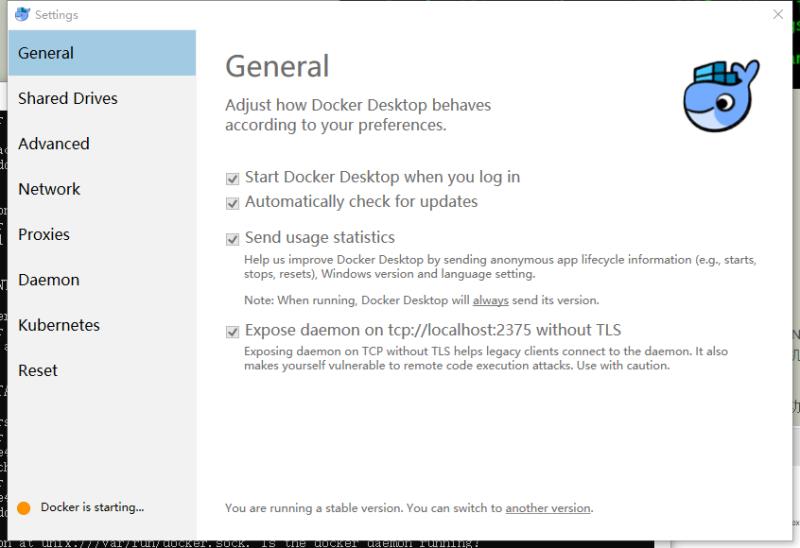 Settings
General
Shared Drives
Advanced
Network
Proxies
Daemon
Kubernetes
Reset
Docker is starting...
General
Adjust how Docker Desktop behaves
according to your preferences.
Start Docker Desktop when you log in
Automatically check for updates
Send usage statistics
Help us improve Docker Desktop by sending anonymous app lifecycle information (e.g., starts,
stops, resets), Windows version and language setting.
Note: When running, Docker Desktop will always send its version.
Expose daemon on tcp://localhost:2375 without TLS
Exposing daemon on TCP without TLS helps legacy clients connect to the daemon. It also
makes yourself vulnerable to remote code execution attacks. Use with caution.
You are running a stable version. You can switch to another version.
on at unix:///var/run/docker.sock. Is the docker daemon running?